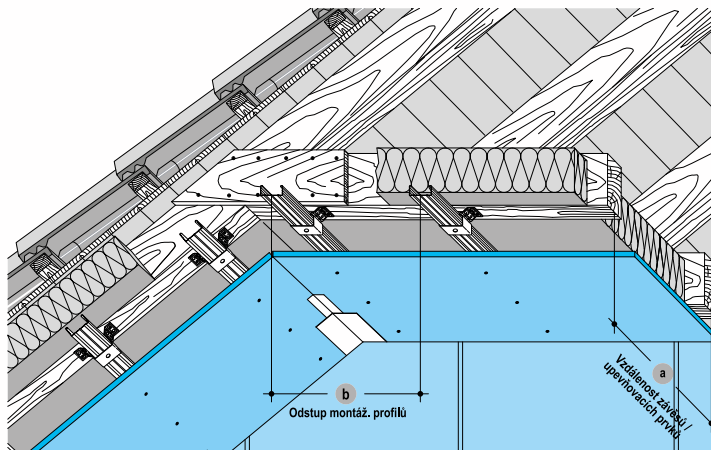 b
Odstup montáž. profilů
a
Vzdálenost závěsů /
upevňovacích prvků